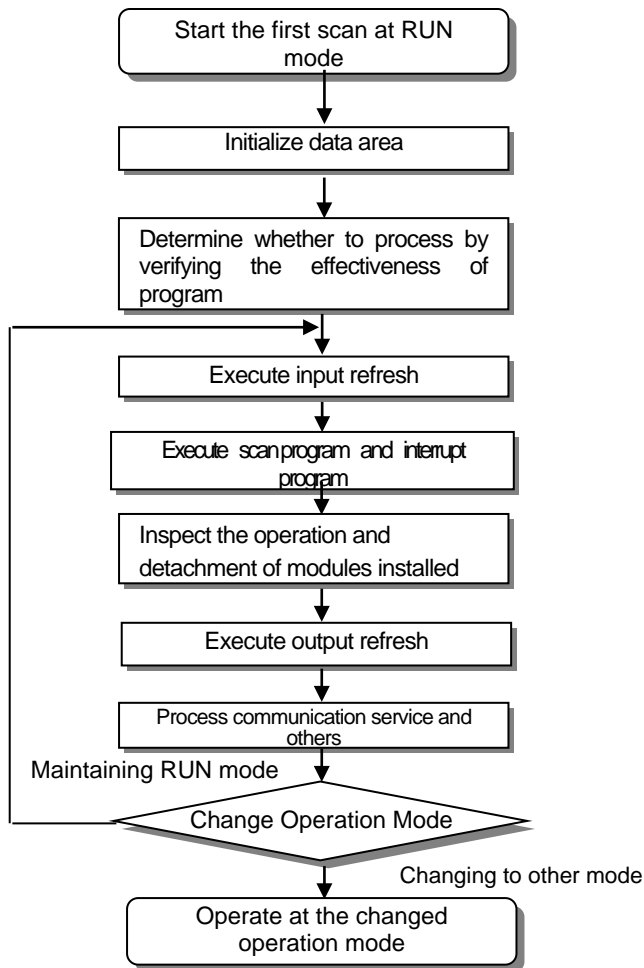 Start the first scan at RUN
mode
Initialize data area
Determine whether to process by
verifying the effectiveness of
program
Execute input refresh
Execute scan program and interrupt
program
Inspect the operation and
detachment of modules installed
Execute output refresh
Process communication service and
others
Maintaining RUN mode
Change Operation Mode
Changing to other mode
Operate at the changed
operation mode